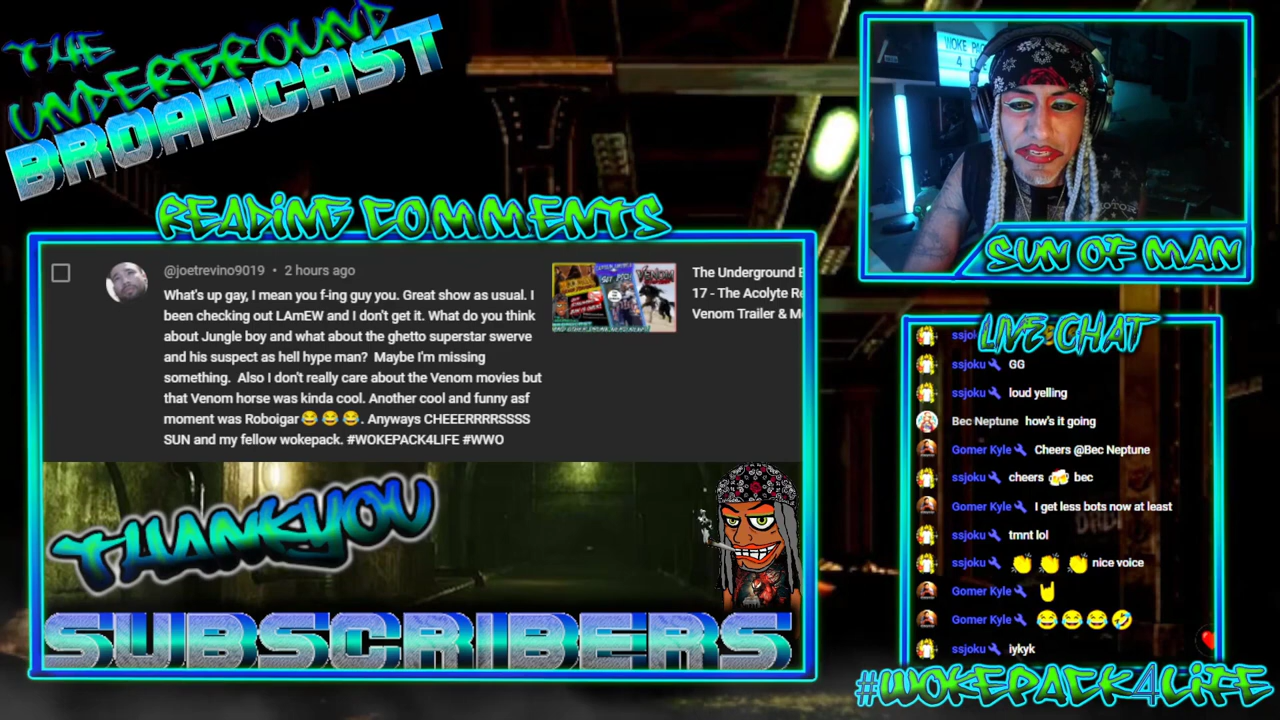 THE
UNDERGROUND
BROADCAST
READING COMMENTS
@joetrevino9019 • 2 hours ago
What's up gay, I mean you f-ing guy you. Great show as usual. I
been checking out LAmEW and I don't get it. What do you think
about Jungle boy and what about the ghetto superstar swerve
and his suspect as hell hype man? Maybe I'm missing
something. Also I don't really care about the Venom movies but
that Venom horse was kinda cool. Another cool and funny asf
moment was Roboigar 😂 😂 😂. Anyways CHEEERRRRSSSS
SUN and my fellow wokepack. #WOKEPACK4LIFE #WWO
The Underground
17 - The Acolyte
Venom Trailer &
THANKYOU
SUBSCRIBERS
WOKE
4
SUN OF MAN
LIVE CHAT
ssjoku GG
ssjoku loud yelling
Bec Neptune how's it going
Gomer Kyle Cheers @Bec Neptune
ssjoku cheers 🍻 bec
Gomer Kyle I get less bots now at least
ssjoku tmnt lol
ssjoku 👏 👏 👏 nice voice
Gomer Kyle 🤘
Gomer Kyle 😂 😂 😂 🤣
ssjoku iykyk
#WOKEPACK4LIFE